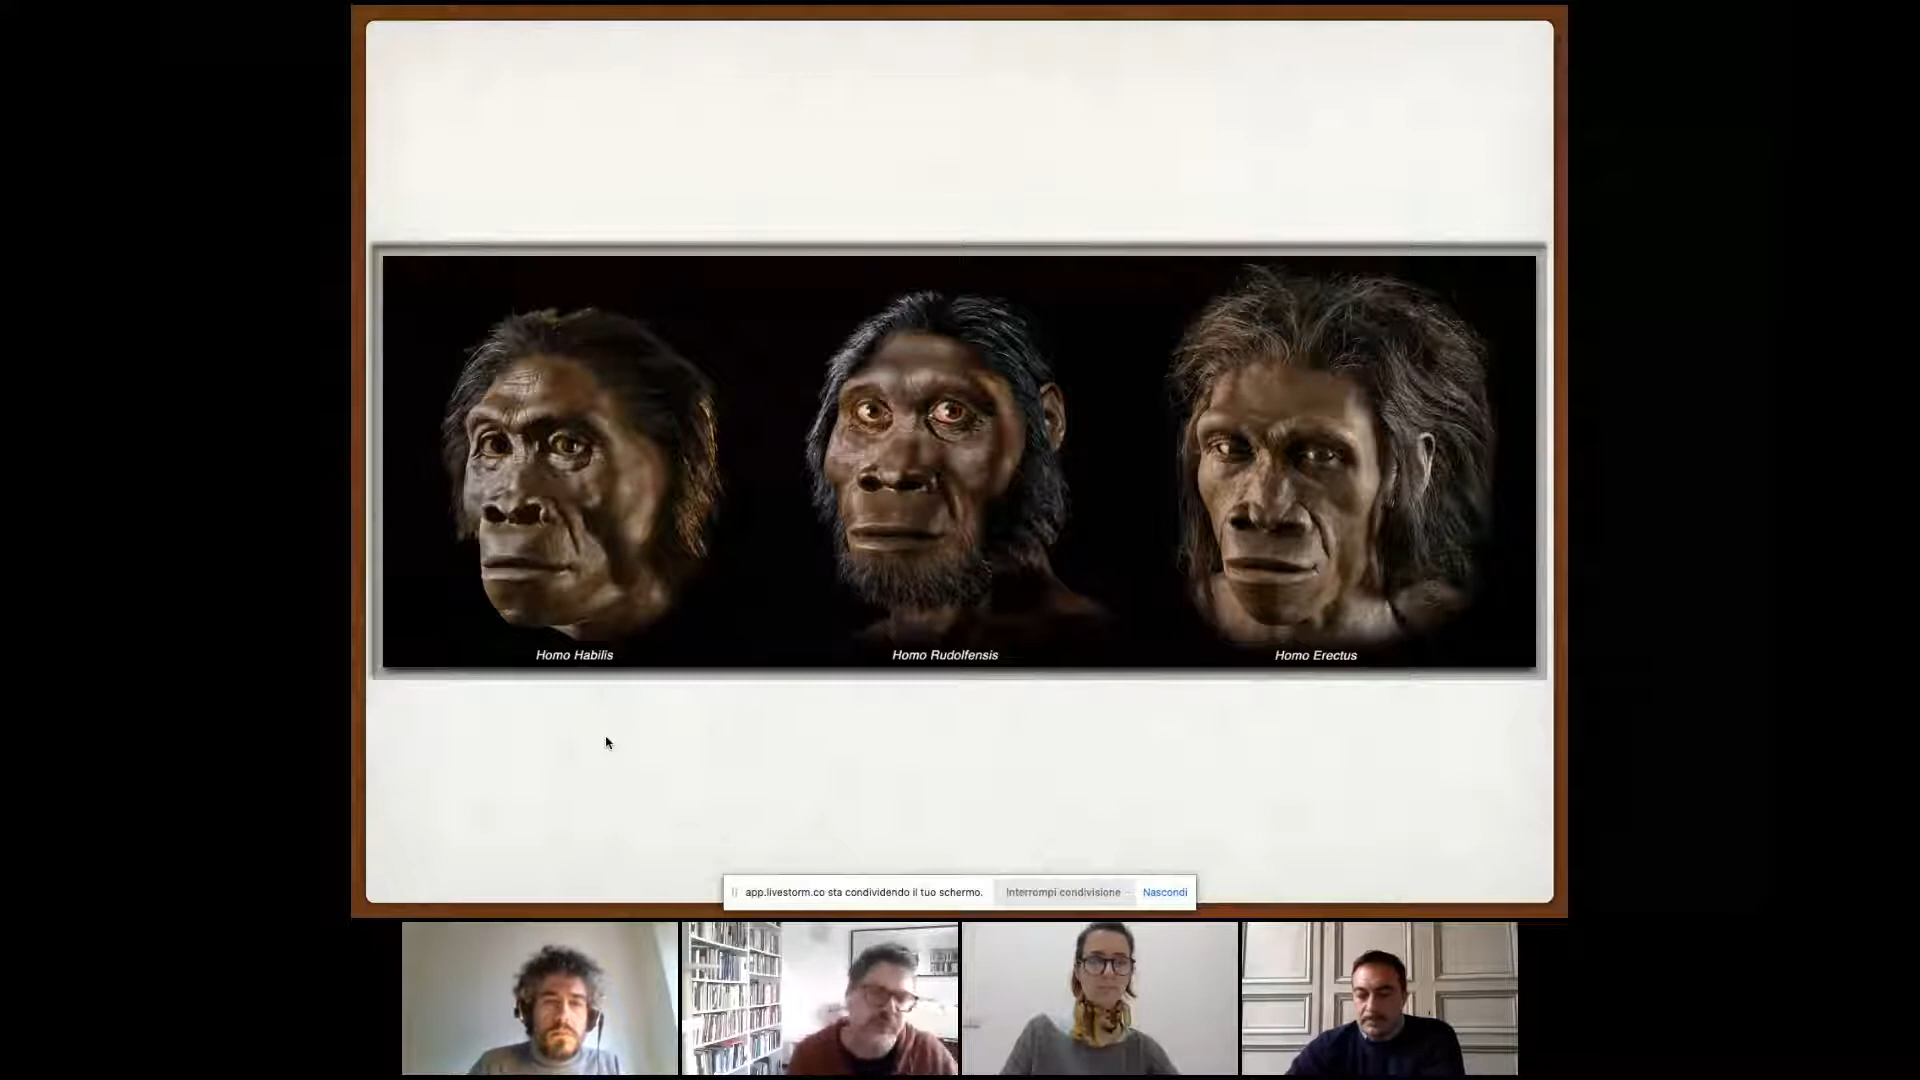 Homo Habilis
Homo Rudolfensis
Homo Erectus
app.livestorm.co sta condividendo il tuo schermo.
Interrompi condivisione
Nascondi